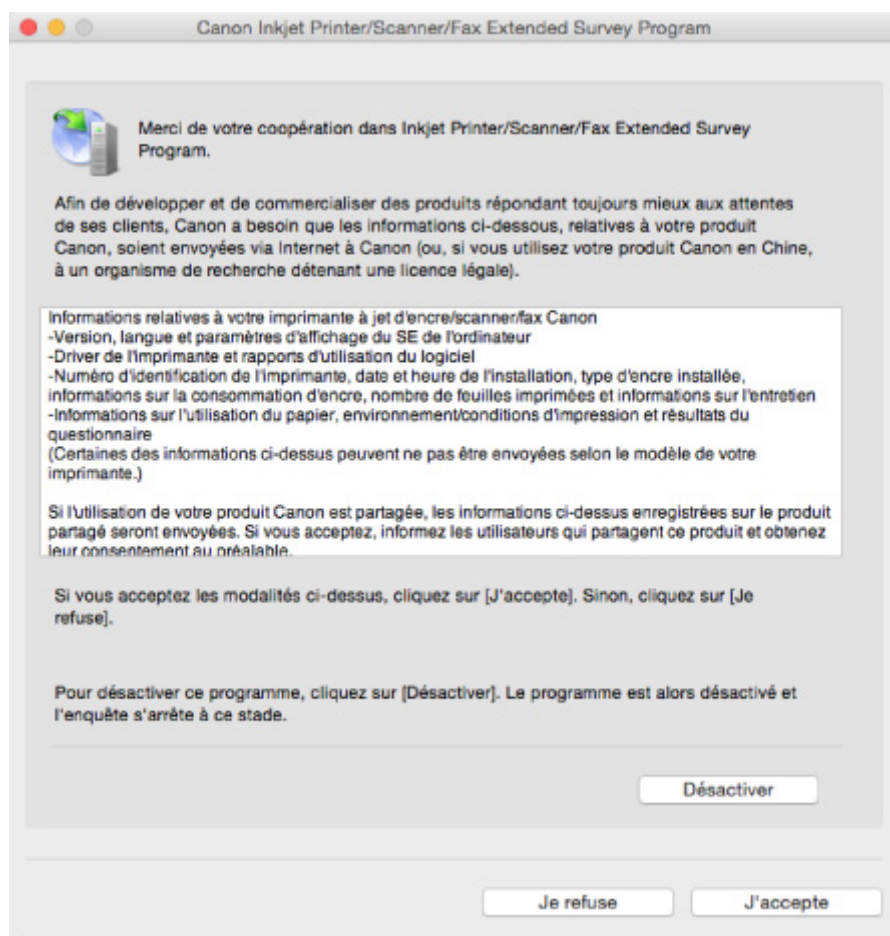 Canon Inkjet Printer/Scanner/Fax Extended Survey Program
Merci de votre coopération dans Inkjet Printer/Scanner/Fax Extended Survey
Program.
Afin de développer et de commercialiser des produits répondant toujours mieux aux attentes
de ses clients, Canon a besoin que les informations ci-dessous, relatives à votre produit
Canon, soient envoyées via Internet à Canon (ou, si vous utilisez votre produit Canon en Chine,
à un organisme de recherche détenant une licence légale).
Informations relatives à votre imprimante à jet d'encre/scanner/fax Canon
-Version, langue et paramètres d'affichage du SE de l'ordinateur
-Driver de l'imprimante et rapports d'utilisation du logiciel
-Numéro d'identification de l'imprimante, date et heure de l'installation, type d'encre installée,
informations sur la consommation d'encre, nombre de feuilles imprimées et informations sur l'entretien
-Informations sur l'utilisation du papier, environnement/conditions d'impression et résultats du
questionnaire
(Certaines des informations ci-dessus peuvent ne pas être envoyées selon le modèle de votre
imprimante.)
Si l'utilisation de votre produit Canon est partagée, les informations ci-dessus enregistrées sur le produit
partagé seront envoyées. Si vous acceptez, informez les utilisateurs qui partagent ce produit et obtenez
leur consentement au préalable.
Si vous acceptez les modalités ci-dessus, cliquez sur [J'accepte]. Sinon, cliquez sur [Je
refuse].
Pour désactiver ce programme, cliquez sur [Désactiver]. Le programme est alors désactivé et
l'enquête s'arrête à ce stade.
Désactiver
Je refuse
J'accepte